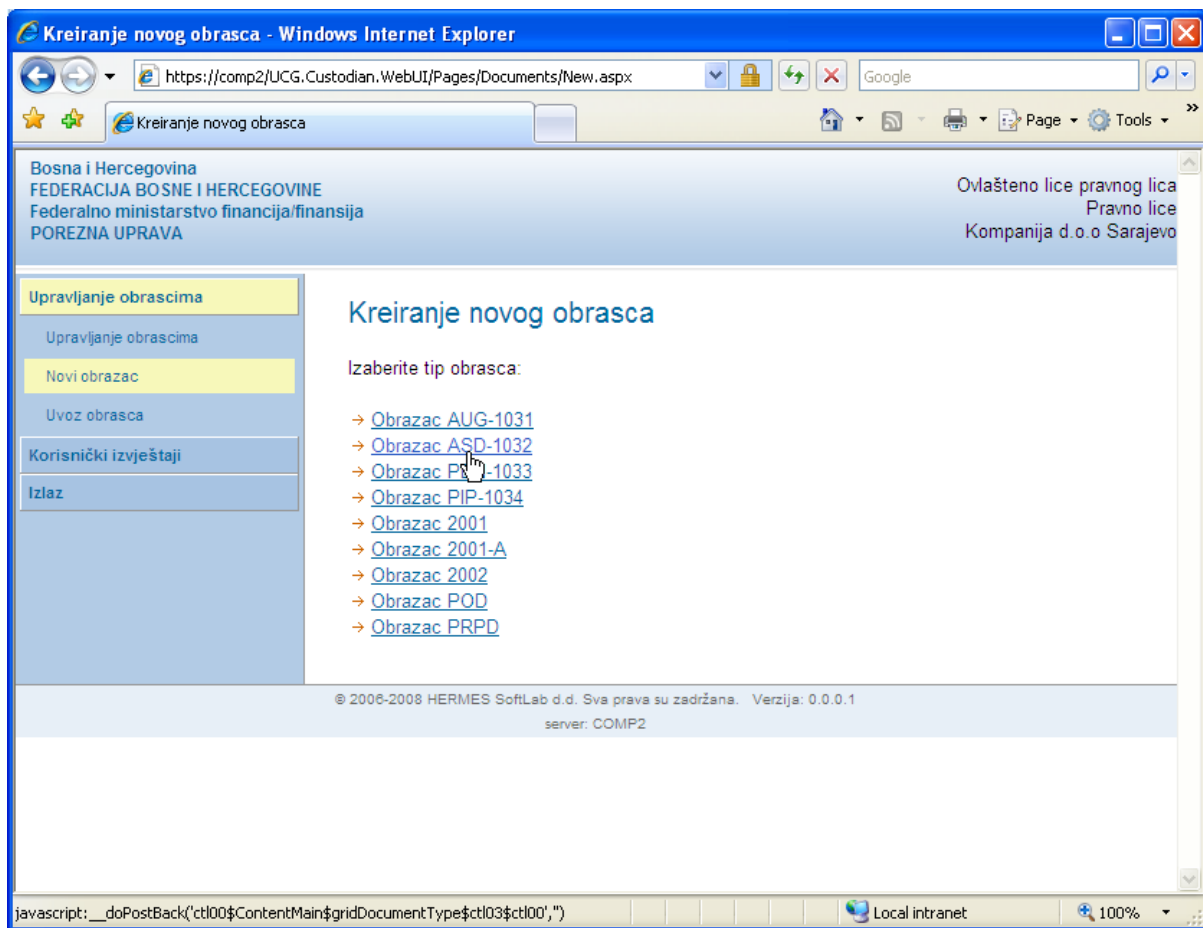 Kreiranje novog obrasca - Windows Internet Explorer
https://comp2/UCG.Custodian.WebUI/Pages/Documents/New.aspx
Google
Kreiranje novog obrasca
Page
Tools
Bosna i Hercegovina
FEDERACIJA BOSNE I HERCEGOVINE
Federalno ministarstvo financija/finansija
POREZNA UPRAVA
Ovlašteno lice pravnog lica
Pravno lice
Kompanija d.o.o Sarajevo
Upravljanje obrascima
Upravljanje obrascima
Novi obrazac
Uvoz obrasca
Korisnički izvještaji
Izlaz
Kreiranje novog obrasca
Izaberite tip obrasca:
→ Obrazac AUG-1031
→ Obrazac ASD-1032
→ Obrazac -1033
→ Obrazac PIP-1034
→ Obrazac 2001
→ Obrazac 2001-A
→ Obrazac 2002
→ Obrazac POD
→ Obrazac PRPD
© 2006-2008 HERMES SoftLab d.d. Sva prava su zadržana. Verzija: 0.0.0.1
server: COMP2
javascript:__doPostBack('ctl00$ContentMain$gridDocumentType$ctl03$ctl00','')
Local intranet
100%